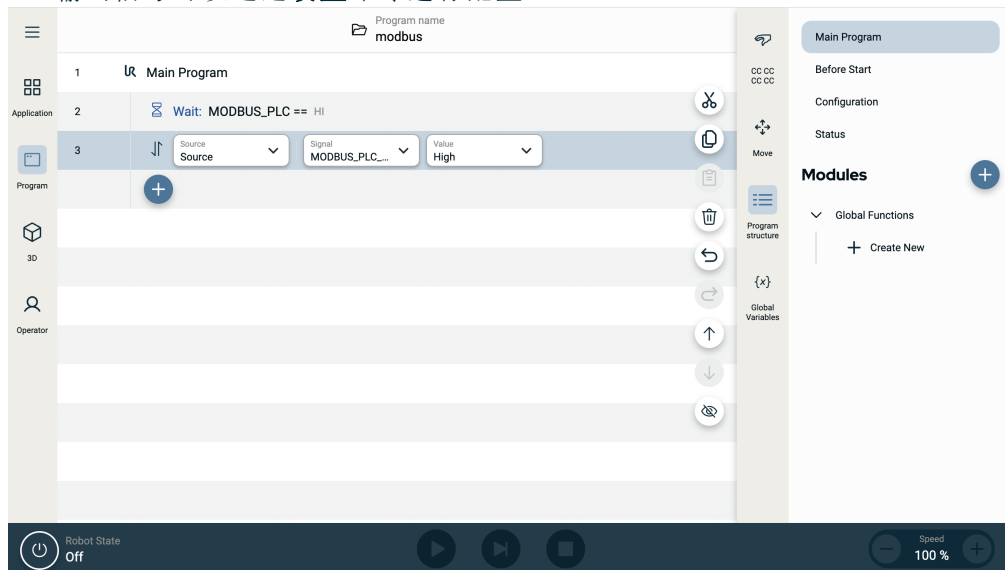 Program name
modbus
Application
Program
3D
Operator
1 Main Program
2 Wait: MODBUS_PLC == HI
3 Source Source Signal MODBUS_PLC_... Value High
CC CC
CC CC
Move
Program structure
{x}
Global Variables
Main Program
Before Start
Configuration
Status
Modules
Global Functions
Create New
Robot State
Off
Speed
100 %